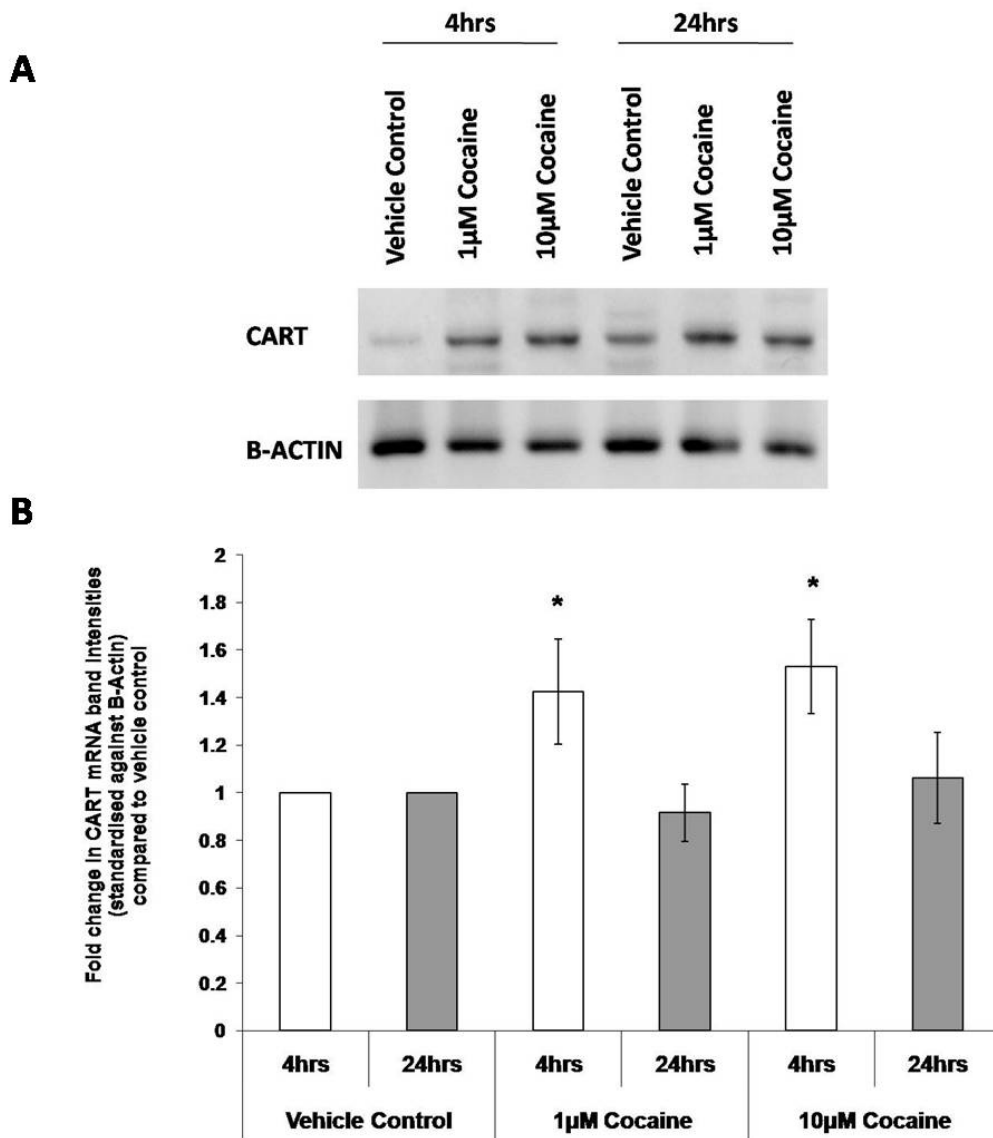 4hrs 24hrs
A
Vehicle Control
1µM Cocaine
10µM Cocaine
Vehicle Control
1µM Cocaine
10µM Cocaine
CART
B-ACTIN
B
Fold change in CART mRNA band intensities
(standardised against B-Actin)
compared to vehicle control
2
1.8
1.6
1.4
1.2
1
0.8
0.6
0.4
0.2
0
*
*
4hrs 24hrs 4hrs 24hrs 4hrs 24hrs
Vehicle Control 1µM Cocaine 10µM Cocaine